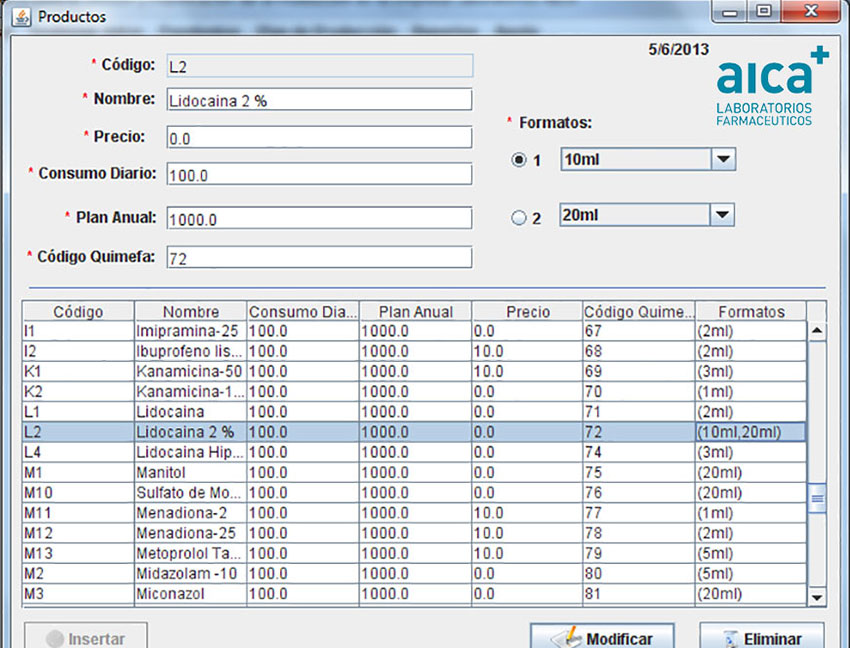 Productos
5/6/2013
aica+
LABORATORIOS
FARMACEUTICOS
* Código: L2
* Nombre: Lidocaina 2 %
* Precio: 0.0
* Consumo Diario: 100.0
* Plan Anual: 1000.0
* Código Quimefa: 72
* Formatos:
1 10ml
2 20ml
Código Nombre Consumo Dia... Plan Anual Precio Código Quime... Formatos
I1 Imipramina-25 100.0 1000.0 0.0 67 (2ml)
I2 Ibuprofeno lis... 100.0 1000.0 10.0 68 (2ml)
K1 Kanamicina-50 100.0 1000.0 10.0 69 (3ml)
K2 Kanamicina-1... 100.0 1000.0 0.0 70 (1ml)
L1 Lidocaina 100.0 1000.0 0.0 71 (2ml)
L2 Lidocaina 2 % 100.0 1000.0 0.0 72 (10ml,20ml)
L4 Lidocaina Hip... 100.0 1000.0 0.0 74 (3ml)
M1 Manitol 100.0 1000.0 0.0 75 (20ml)
M10 Sulfato de Mo... 100.0 1000.0 0.0 76 (20ml)
M11 Menadiona-2 100.0 1000.0 10.0 77 (1ml)
M12 Menadiona-25 100.0 1000.0 10.0 78 (2ml)
M13 Metoprolol Ta... 100.0 1000.0 10.0 79 (5ml)
M2 Midazolam -10 100.0 1000.0 0.0 80 (5ml)
M3 Miconazol 100.0 1000.0 0.0 81 (20ml)
Insertar Modificar Eliminar